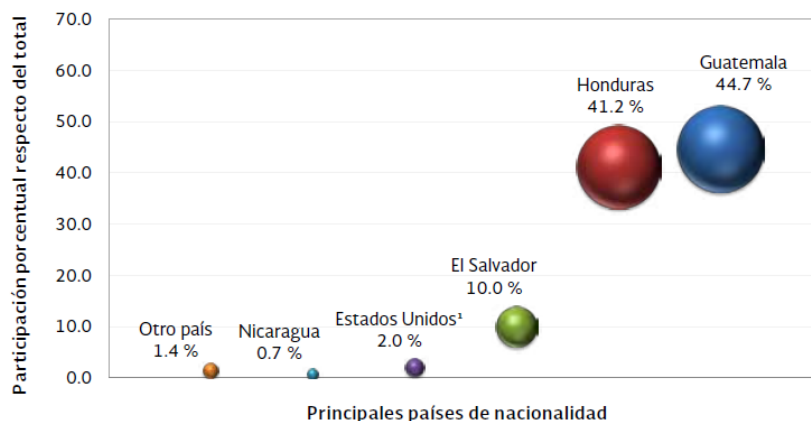 Participación porcentual respecto del total
70.0
60.0
50.0
40.0
30.0
20.0
10.0
0.0
Otro país
1.4 %
Nicaragua
0.7 %
Estados Unidos¹
2.0 %
El Salvador
10.0 %
Honduras
41.2 %
Guatemala
44.7 %
Principales países de nacionalidad